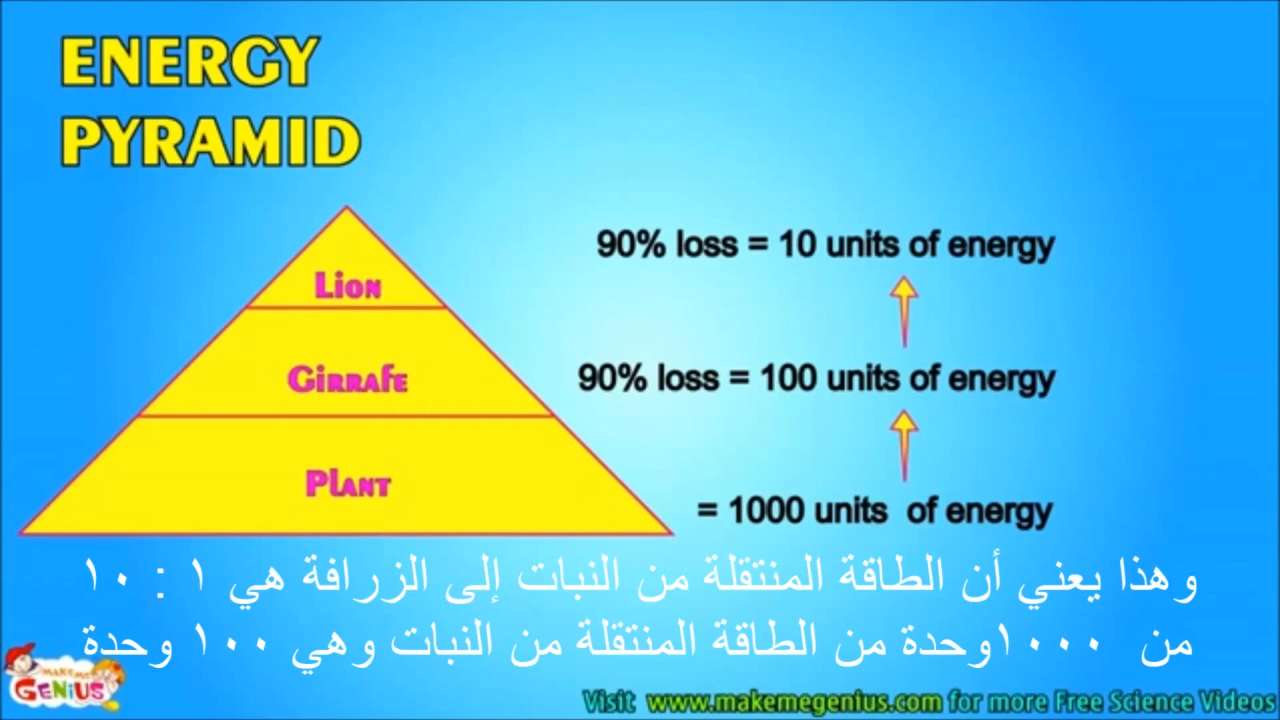 ENERGY
PYRAMID
Lion
90% loss = 10 units of energy
Girrafe
90% loss = 100 units of energy
Plant
= 1000 units of energy
وهذا يعني أن الطاقة المنتقلة من النبات إلى الزرافة هي ١ : ١٠
من ١٠٠٠وحدة من الطاقة المنتقلة من النبات وهي ١٠٠ وحدة
MAKE ME
GENiUS
Visit www.makemegenius.com for more Free Science Videos